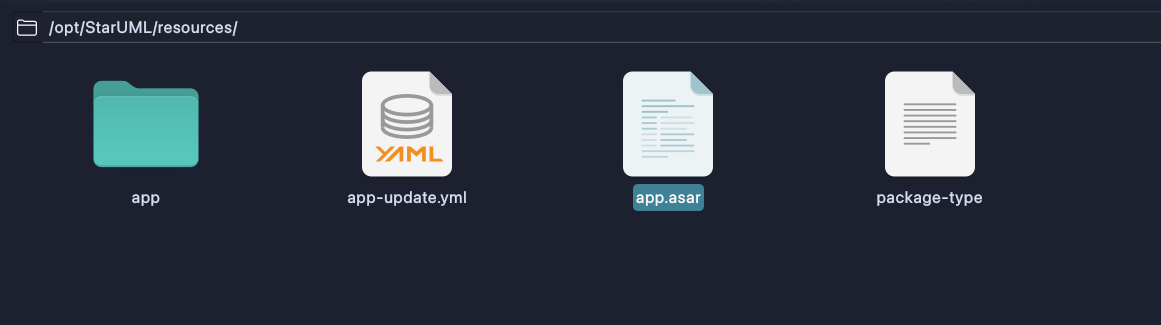 /opt/StarUML/resources/
YAML
app
app-update.yml
app.asar
package-type